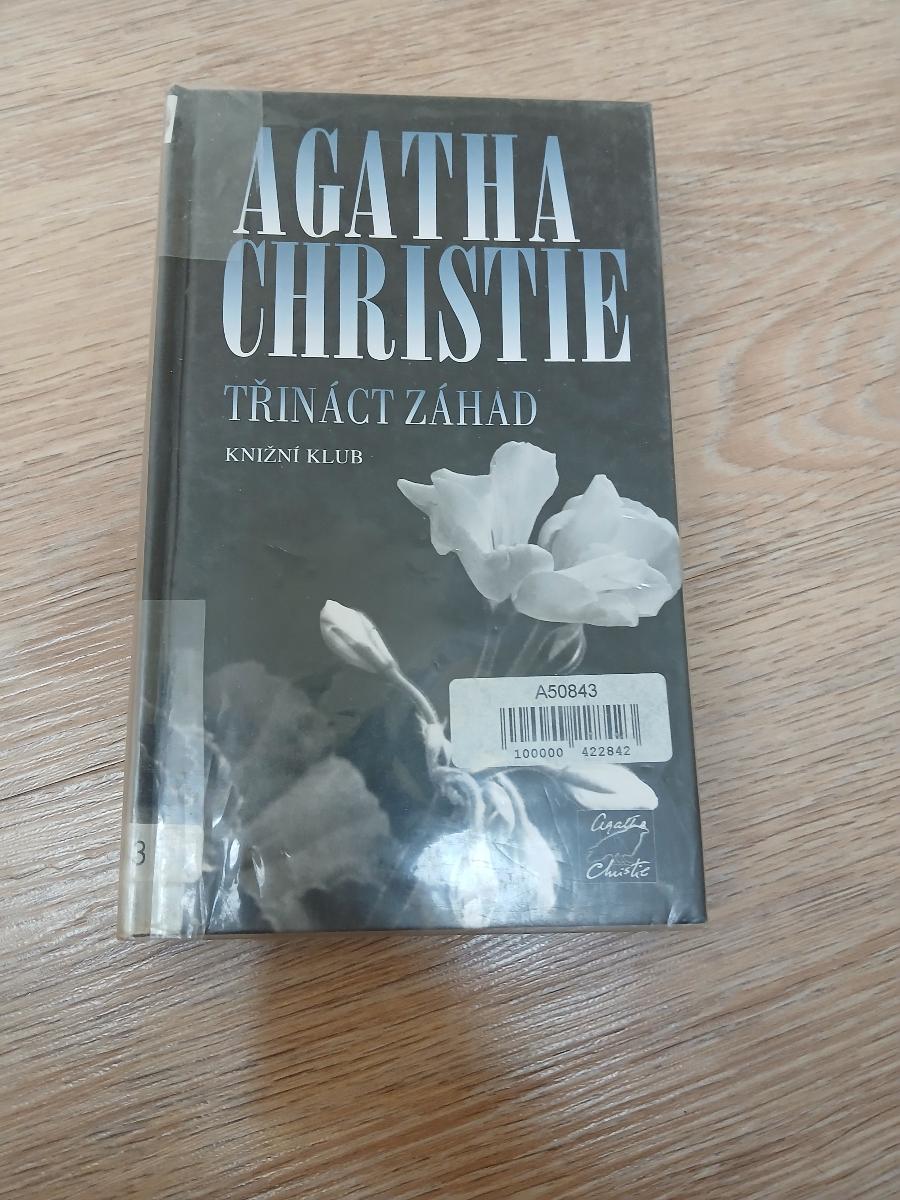 AGATHA
CHRISTIE
TŘINÁCT ZÁHAD
KNIŽNÍ KLUB
A50843
100000 422842
Agatha
Christie
3